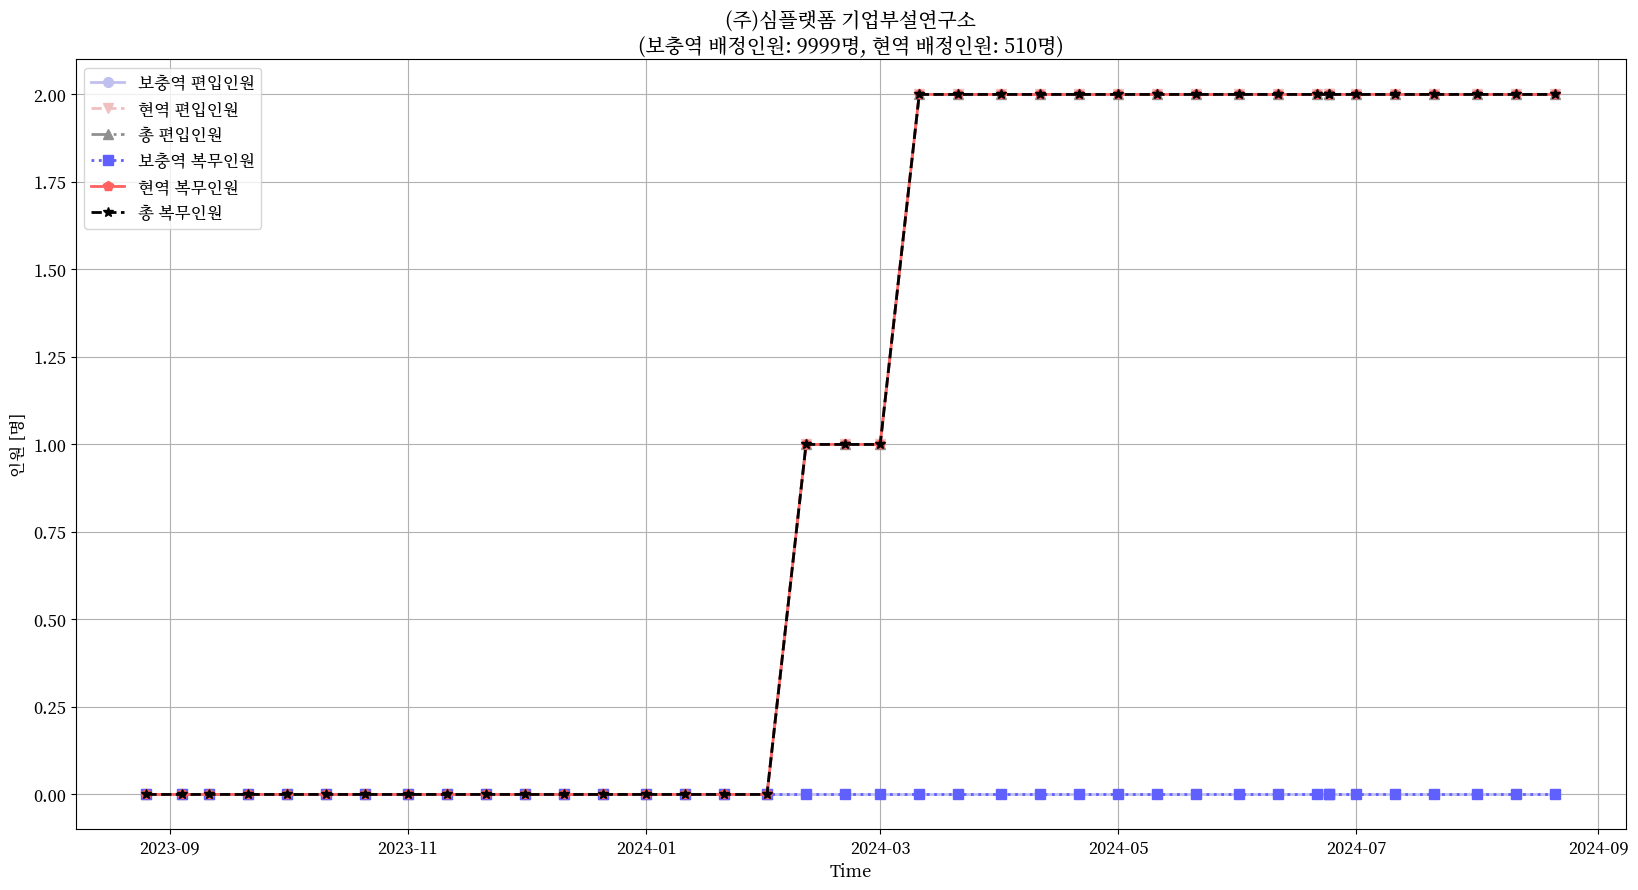 (주)심플랫폼 기업부설연구소
(보충역 배정인원: 9999명, 현역 배정인원: 510명)
보충역 편입인원
현역 편입인원
총 편입인원
보충역 복무인원
현역 복무인원
총 복무인원
2.00
1.75
1.50
1.25
1.00
0.75
0.50
0.25
0.00
인원 [명]
2023-09 2023-11 2024-01 2024-03 2024-05 2024-07 2024-09
Time